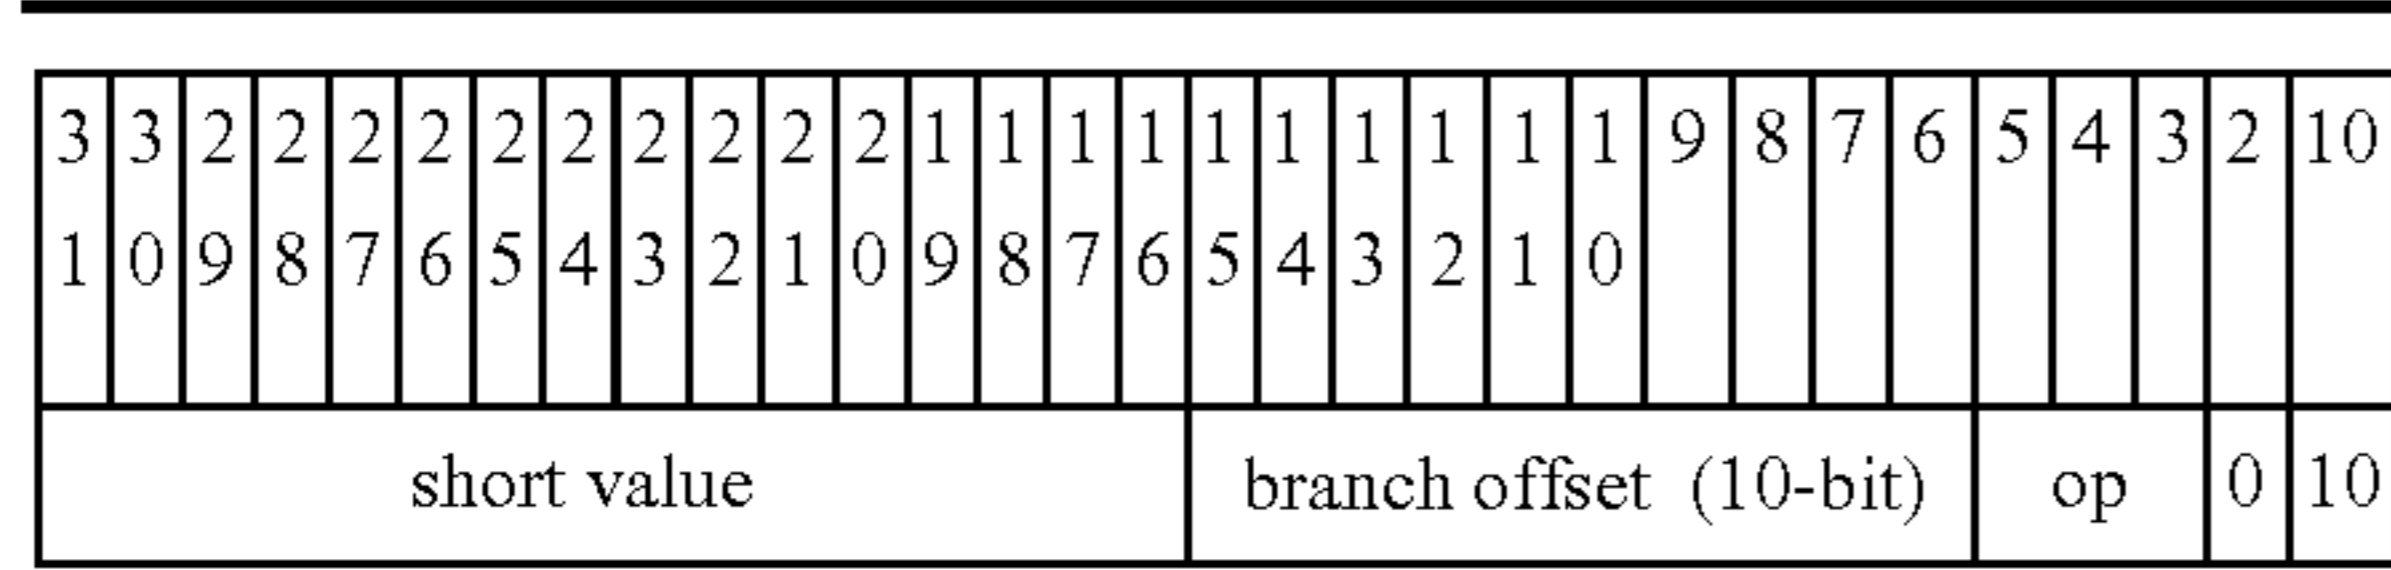 3 3 2 2 2 2 2 2 2 2 2 2 1 1 1 1 1 1 1 1 1 1 9 8 7 6 5 4 3 2 10
1 0 9 8 7 6 5 4 3 2 1 0 9 8 7 6 5 4 3 2 1 0
short value branch offset (10-bit) op 0 10